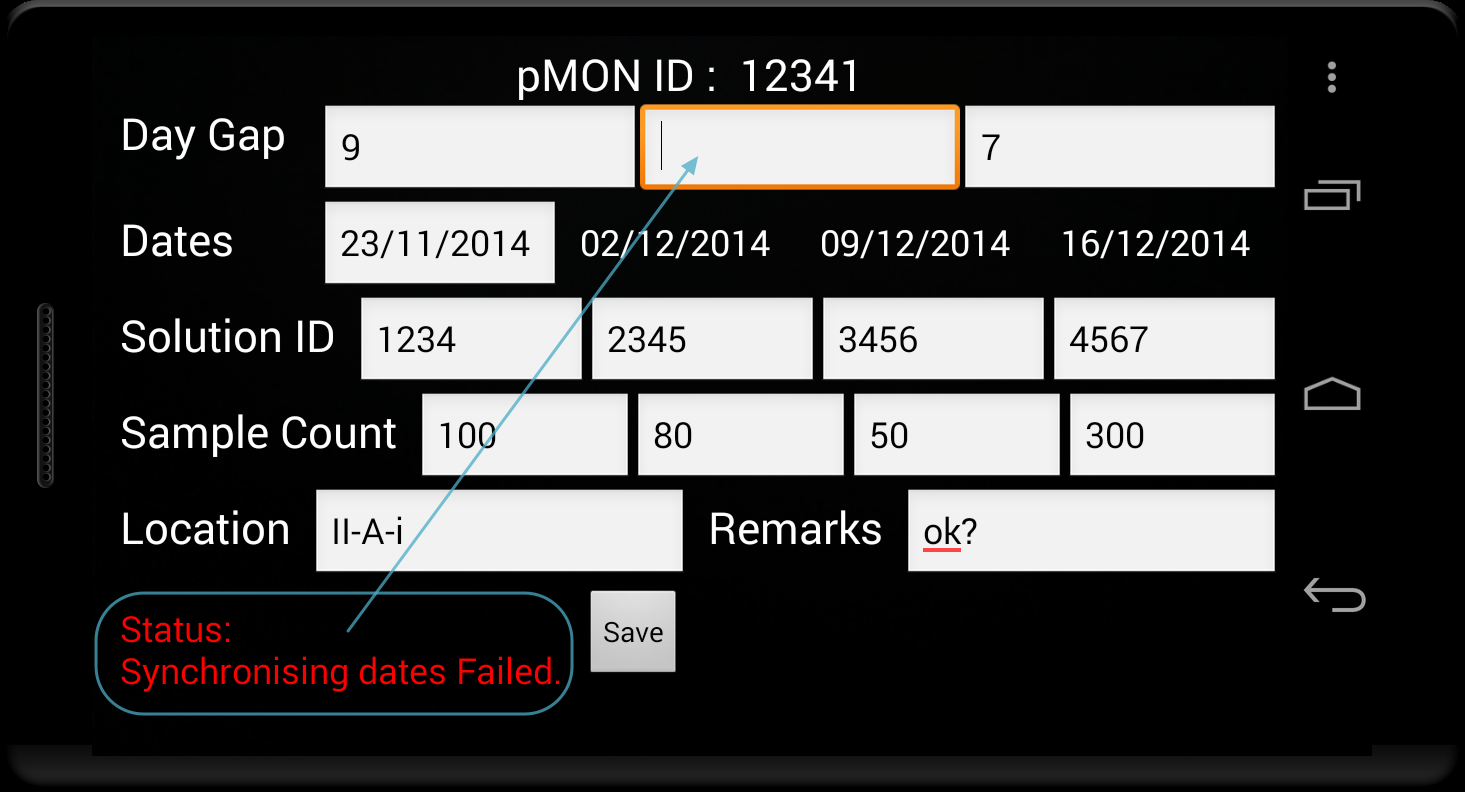 pMON ID : 12341
Day Gap 9 7
Dates 23/11/2014 02/12/2014 09/12/2014 16/12/2014
Solution ID 1234 2345 3456 4567
Sample Count 100 80 50 300
Location II-A-i Remarks ok?
Status:
Synchronising dates Failed.
Save